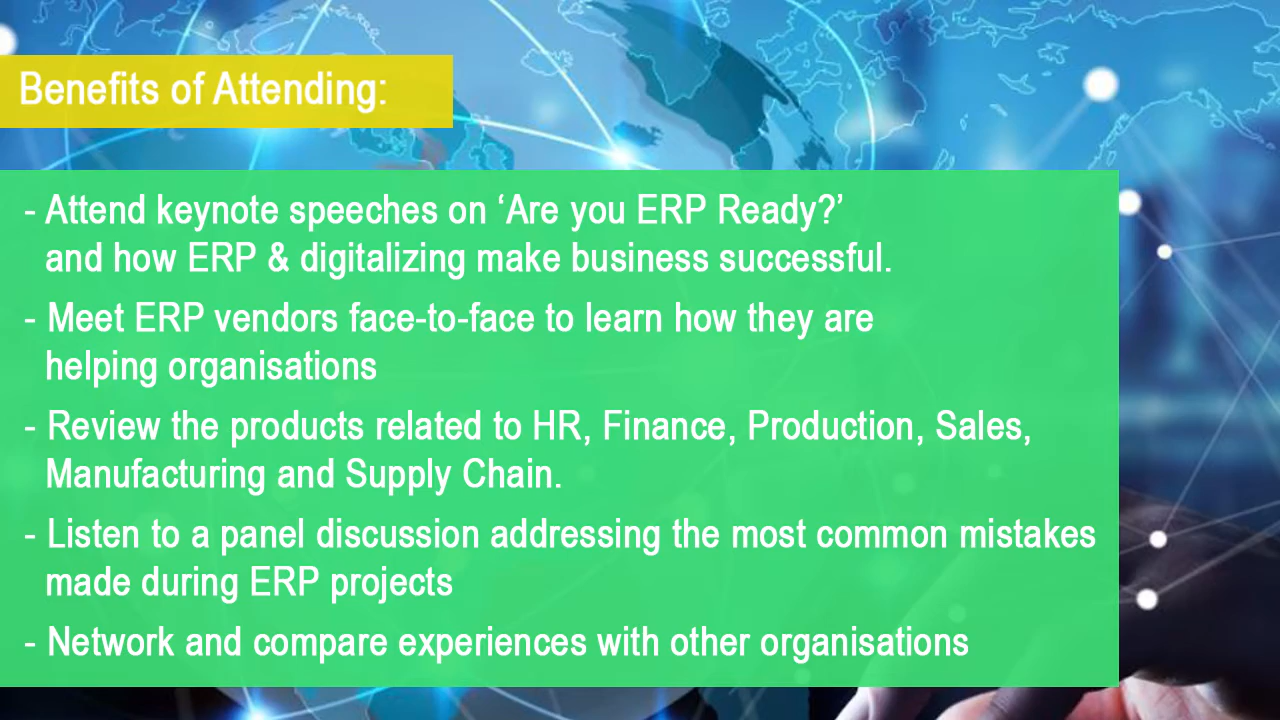 Benefits of Attending:
- Attend keynote speeches on ‘Are you ERP Ready?’
and how ERP & digitalizing make business successful.
- Meet ERP vendors face-to-face to learn how they are
helping organisations
- Review the products related to HR, Finance, Production, Sales,
Manufacturing and Supply Chain.
- Listen to a panel discussion addressing the most common mistakes
made during ERP projects
- Network and compare experiences with other organisations